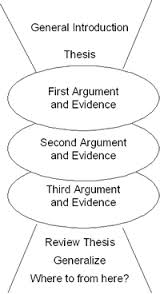 General Introduction
Thesis
First Argument
and Evidence
Second Argument
and Evidence
Third Argument
and Evidence
Review Thesis
Generalize
Where to from here?